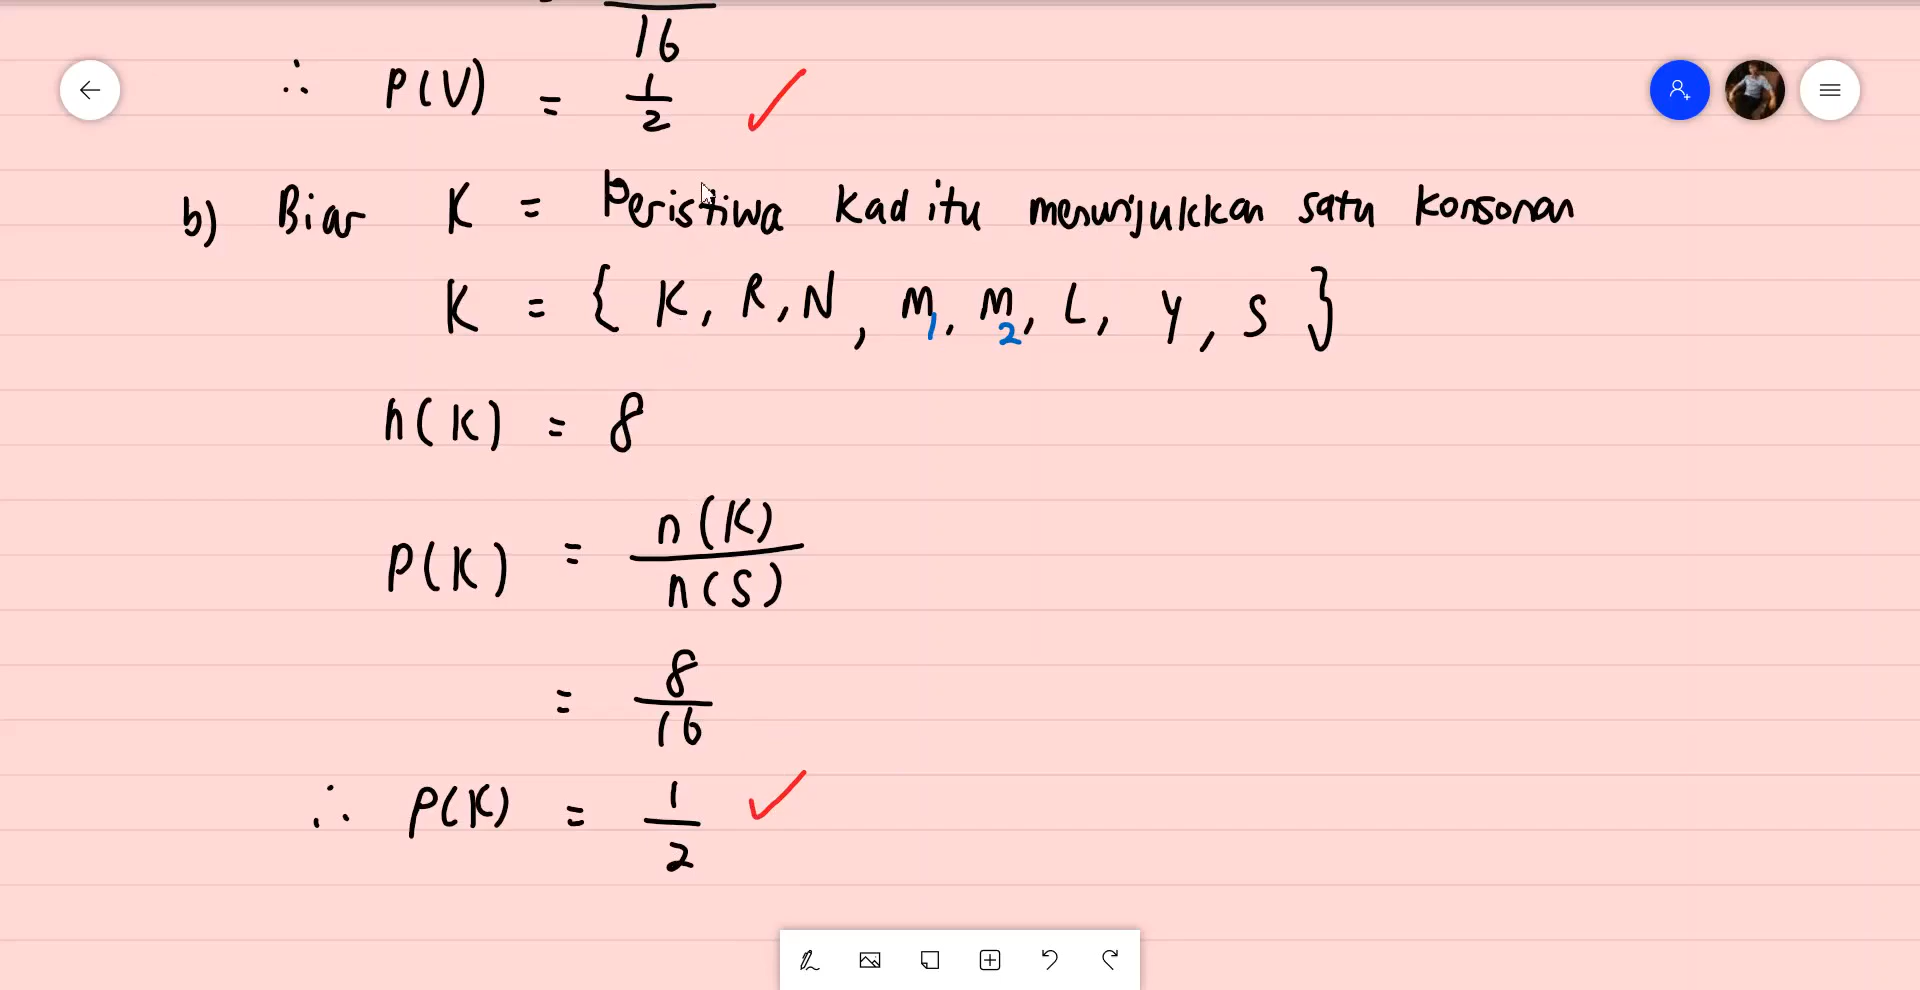 16
∴ P(V) = 1/2 ✓
b) Biar K = Peristiwa kad itu menunjukkan satu konsonan
K = { K, R, N, M1, M2, L, Y, S }
n(K) = 8
P(K) = n(K)/n(S)
= 8/16
∴ P(K) = 1/2 ✓